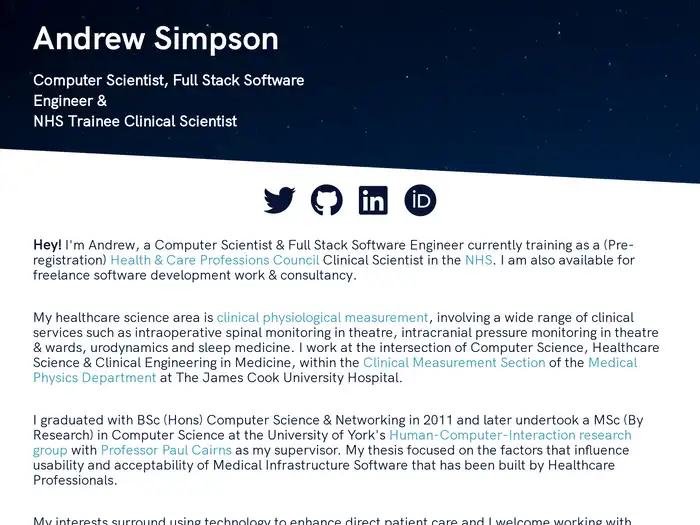 Andrew Simpson
Computer Scientist, Full Stack Software
Engineer &
NHS Trainee Clinical Scientist
iD
Hey! I'm Andrew, a Computer Scientist & Full Stack Software Engineer currently training as a (Pre-
registration) Health & Care Professions Council Clinical Scientist in the NHS. I am also available for
freelance software development work & consultancy.
My healthcare science area is clinical physiological measurement, involving a wide range of clinical
services such as intraoperative spinal monitoring in theatre, intracranial pressure monitoring in theatre
& wards, urodynamics and sleep medicine. I work at the intersection of Computer Science, Healthcare
Science & Clinical Engineering in Medicine, within the Clinical Measurement Section of the Medical
Physics Department at The James Cook University Hospital.
I graduated with BSc (Hons) Computer Science & Networking in 2011 and later undertook a MSc (By
Research) in Computer Science at the University of York's Human-Computer-Interaction research
group with Professor Paul Cairns as my supervisor. My thesis focused on the factors that influence
usability and acceptability of Medical Infrastructure Software that has been built by Healthcare
Professionals.
My interests surround using technology to enhance direct patient care and I welcome working with